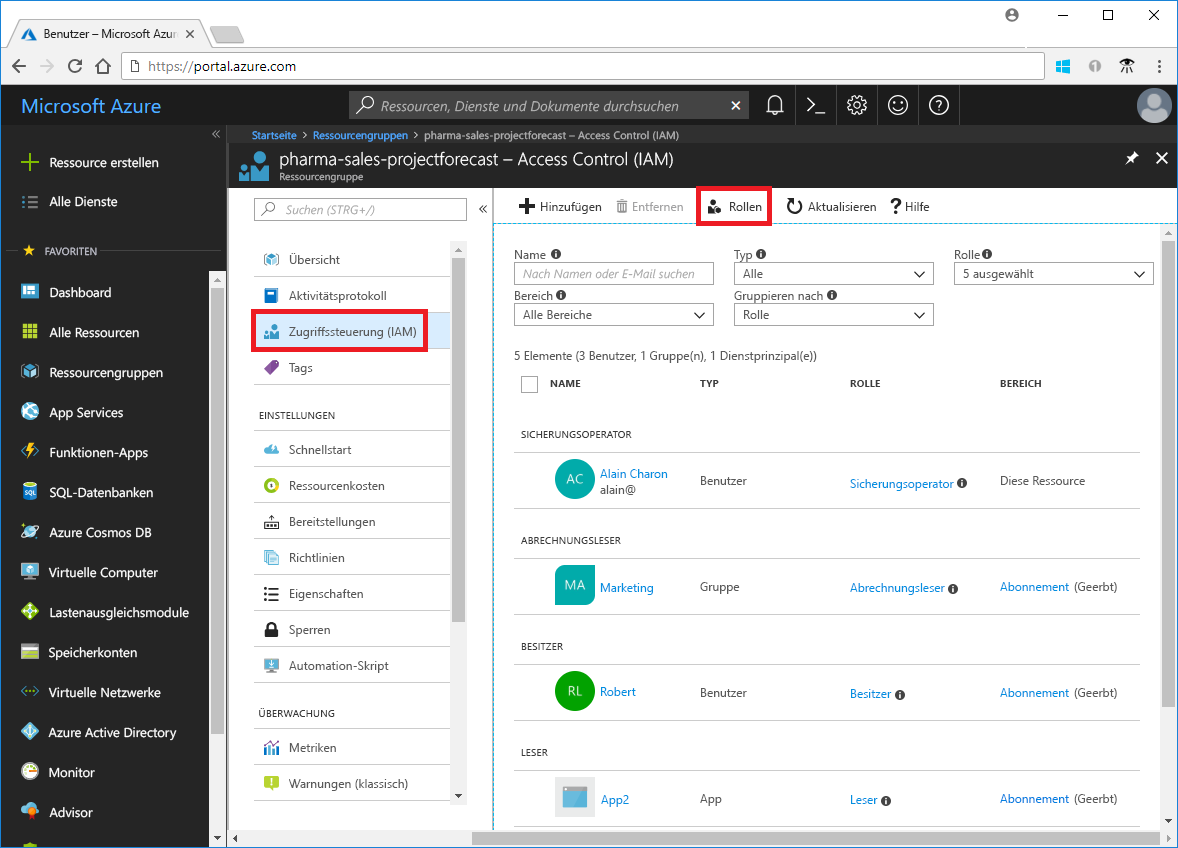 Benutzer – Microsoft Azur
https://portal.azure.com
Microsoft Azure
Ressourcen, Dienste und Dokumente durchsuchen
Ressource erstellen
Alle Dienste
FAVORITEN
Dashboard
Alle Ressourcen
Ressourcengruppen
App Services
Funktionen-Apps
SQL-Datenbanken
Azure Cosmos DB
Virtuelle Computer
Lastenausgleichsmodule
Speicherkonten
Virtuelle Netzwerke
Azure Active Directory
Monitor
Advisor
Startseite > Ressourcengruppen > pharma-sales-projectforecast – Access Control (IAM)
pharma-sales-projectforecast – Access Control (IAM)
Ressourcengruppe
Suchen (STRG+/)
Übersicht
Aktivitätsprotokoll
Zugriffssteuerung (IAM)
Tags
EINSTELLUNGEN
Schnellstart
Ressourcenkosten
Bereitstellungen
Richtlinien
Eigenschaften
Sperren
Automation-Skript
ÜBERWACHUNG
Metriken
Warnungen (klassisch)
Hinzufügen Entfernen Rollen Aktualisieren Hilfe
Name Typ Rolle
Nach Namen oder E-Mail suchen Alle 5 ausgewählt
Bereich Gruppieren nach
Alle Bereiche Rolle
5 Elemente (3 Benutzer, 1 Gruppe(n), 1 Dienstprinzipal(e))
NAME TYP ROLLE BEREICH
SICHERUNGSOPERATOR
AC Alain Charon Benutzer Sicherungsoperator Diese Ressource
alain@
ABRECHNUNGSLESER
MA Marketing Gruppe Abrechnungsleser Abonnement (Geerbt)
BESITZER
RL Robert Benutzer Besitzer Abonnement (Geerbt)
LESER
App2 App Leser Abonnement (Geerbt)